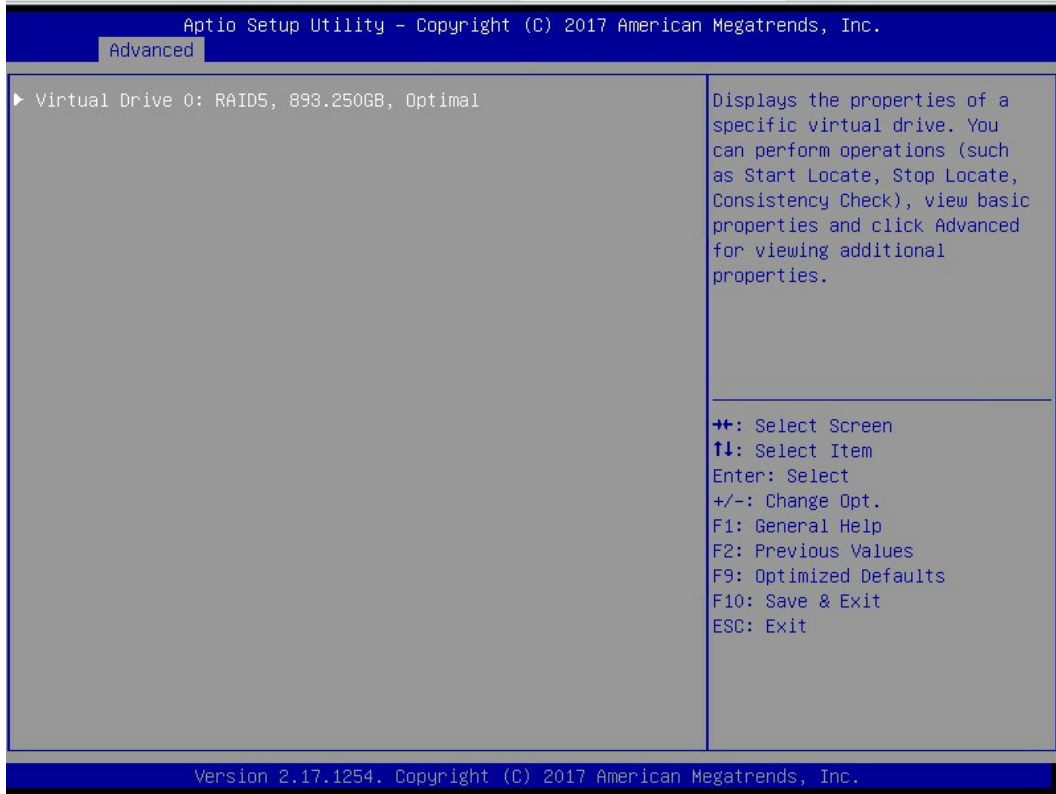 Aptio Setup Utility – Copyright (C) 2017 American Megatrends, Inc.
Advanced
▶ Virtual Drive 0: RAID5, 893.250GB, Optimal
Displays the properties of a
specific virtual drive. You
can perform operations (such
as Start Locate, Stop Locate,
Consistency Check), view basic
properties and click Advanced
for viewing additional
properties.
→←: Select Screen
↑↓: Select Item
Enter: Select
+/-: Change Opt.
F1: General Help
F2: Previous Values
F9: Optimized Defaults
F10: Save & Exit
ESC: Exit
Version 2.17.1254. Copyright (C) 2017 American Megatrends, Inc.